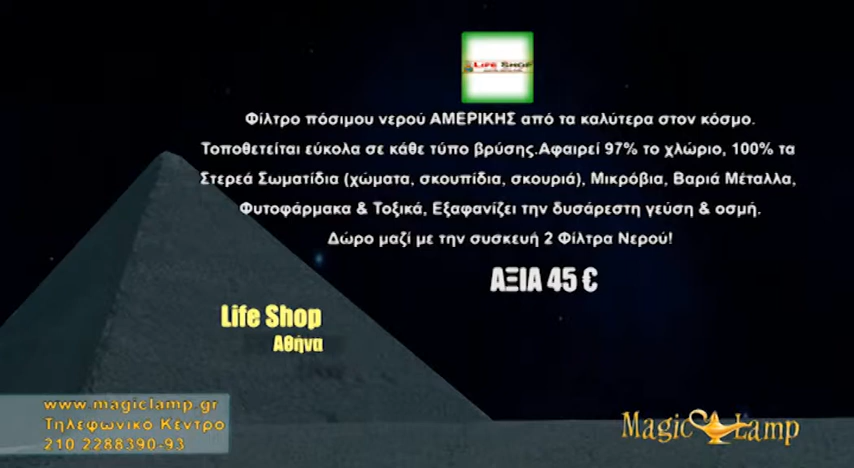 Life Shop
Φίλτρο πόσιμου νερού ΑΜΕΡΙΚΗΣ από τα καλύτερα στον κόσμο.
Τοποθετείται εύκολα σε κάθε τύπο βρύσης.Αφαιρεί 97% το χλώριο, 100% τα
Στερεά Σωματίδια (χώματα, σκουπίδια, σκουριά), Μικρόβια, Βαριά Μέταλλα,
Φυτοφάρμακα & Τοξικά, Εξαφανίζει την δυσάρεστη γεύση & οσμή.
Δώρο μαζί με την συσκευή 2 Φίλτρα Νερού!
ΑΞΙΑ 45 €
Life Shop
Αθήνα
www.magiclamp.gr
Τηλεφωνικο Κεντρο
210 2288390-93
Magic Lamp